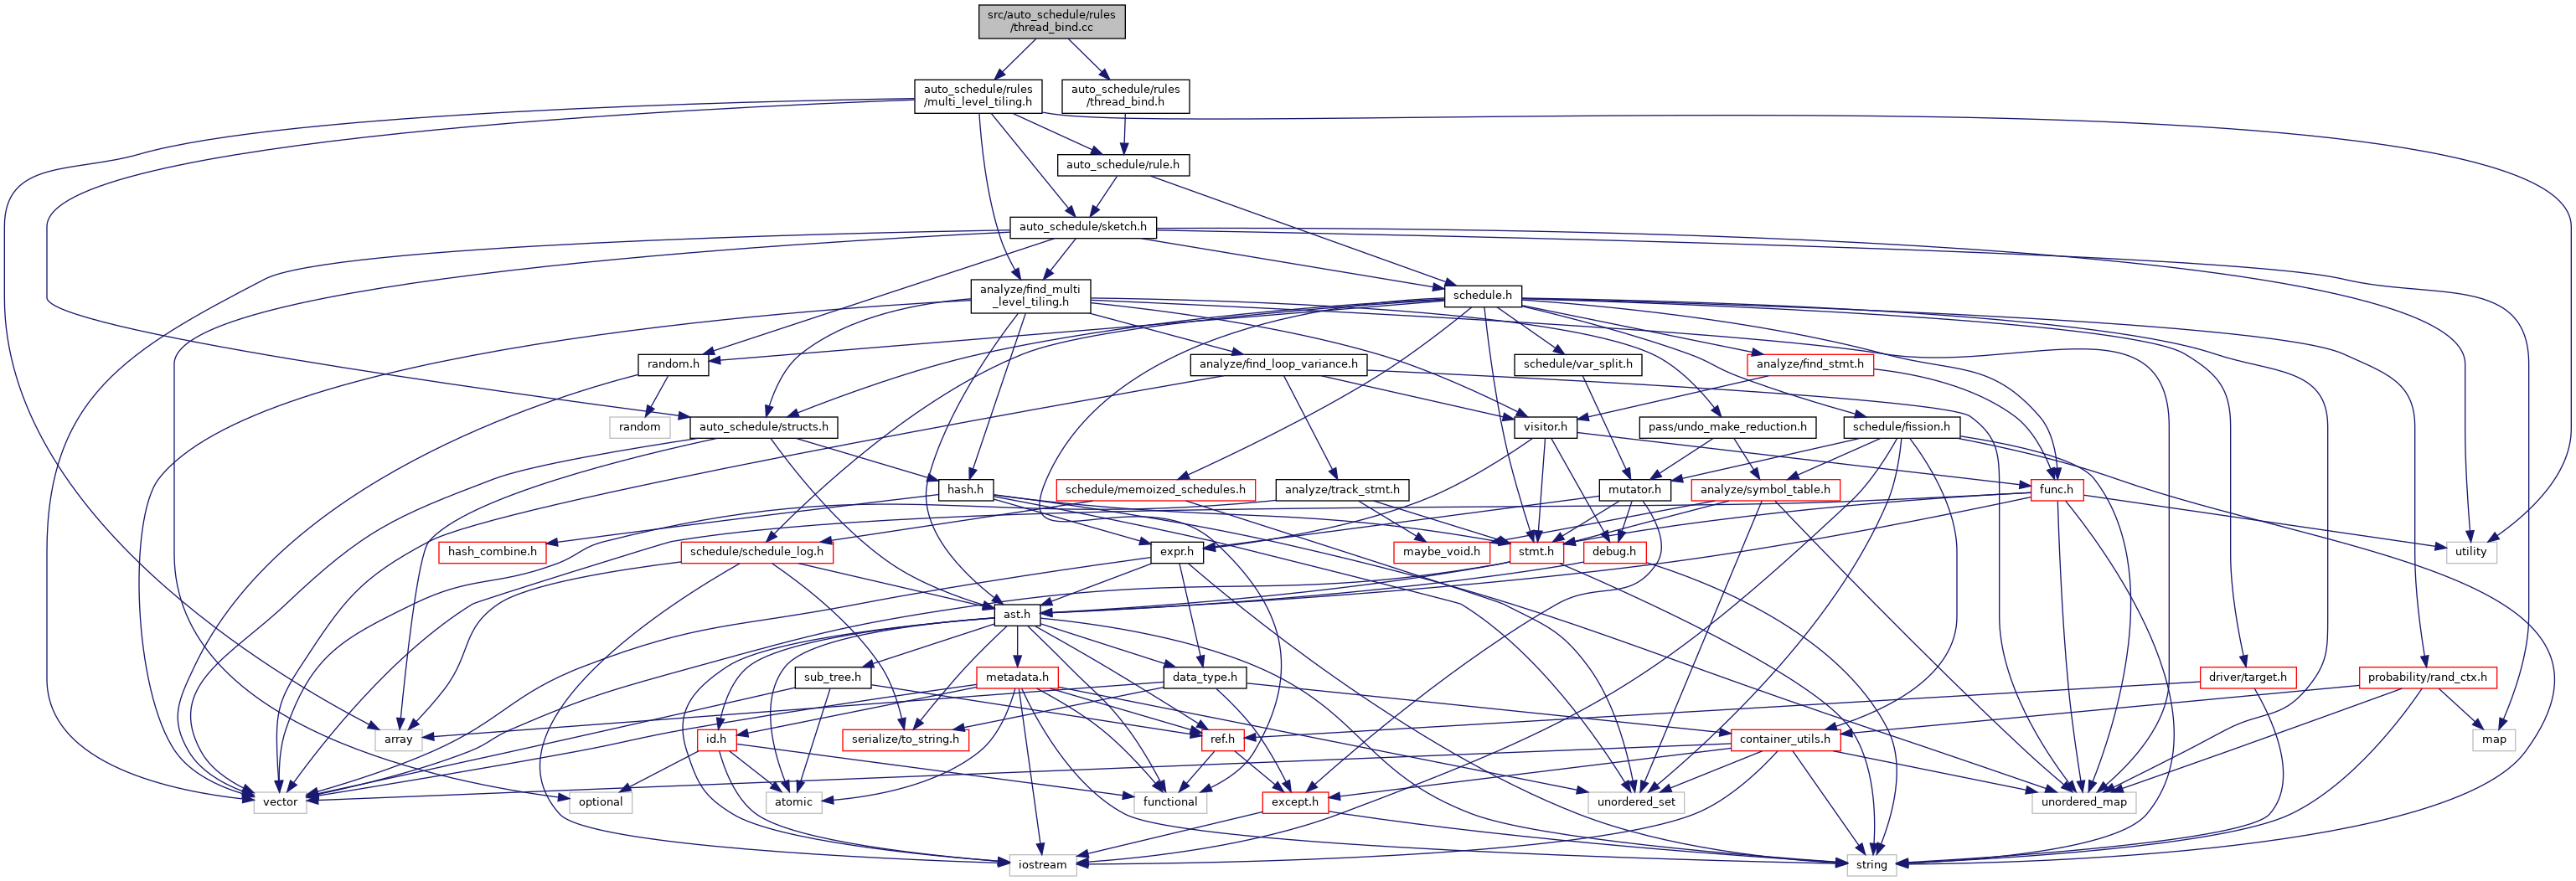 src/auto_schedule/rules
/thread_bind.cc
auto_schedule/rules
/multi_level_tiling.h
auto_schedule/rules
/thread_bind.h
auto_schedule/rule.h
auto_schedule/sketch.h
analyze/find_multi
_level_tiling.h
schedule.h
random.h
analyze/find_loop_variance.h
schedule/var_split.h
analyze/find_stmt.h
random
auto_schedule/structs.h
visitor.h
pass/undo_make_reduction.h
schedule/fission.h
hash.h
schedule/memoized_schedules.h
analyze/track_stmt.h
mutator.h
analyze/symbol_table.h
func.h
hash_combine.h
schedule/schedule_log.h
expr.h
maybe_void.h
stmt.h
debug.h
utility
ast.h
sub_tree.h
metadata.h
data_type.h
driver/target.h
probability/rand_ctx.h
array
id.h
serialize/to_string.h
ref.h
container_utils.h
map
vector
optional
atomic
functional
except.h
unordered_set
unordered_map
iostream
string